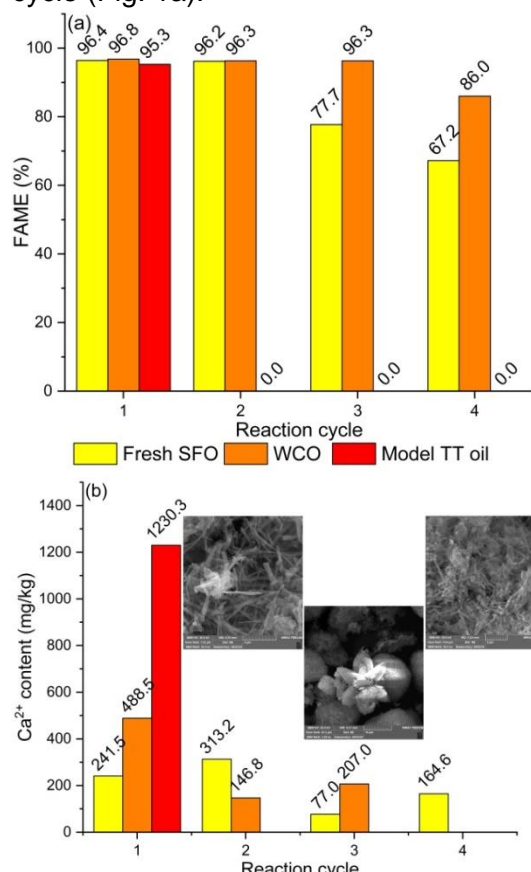 cycle (Fig. 1a).
(a)
96.4 96.8 95.3 96.2 96.3 0.0 77.7 96.3 0.0 67.2 86.0 0.0
FAME (%)
100
80
60
40
20
0
1 2 3 4
Reaction cycle
Fresh SFO WCO Model TT oil
(b)
Ca²⁺ content (mg/kg)
1400
1200
1000
800
600
400
200
0
241.5 488.5 1230.3 313.2 146.8 77.0 207.0 164.6
1 2 3 4
Reaction cycle